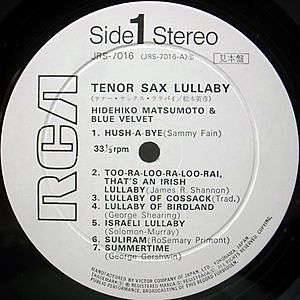 Side 1 Stereo
JRS-7016 (JRS-7016-A) 見本盤
RCA
TENOR SAX LULLABY
(テナー・サックス・ララバイ/松本英彦)
HIDEHIKO MATSUMOTO &
BLUE VELVET
1. HUSH-A-BYE(Sammy Fain)
33⅓ rpm
2. TOO-RA-LOO-RA-LOO-RAI,
THAT'S AN IRISH
LULLABY(James R. Shannon)
3. LULLABY OF COSSACK(Trad.)
4. LULLABY OF BIRDLAND
(George Shearing)
5. ISRAELI LULLABY
(Solomon-Murray)
6. SULIRAM(RoSemary Primont)
7. SUMMERTIME
(George Gershwin)
MANUFACTURED BY VICTOR COMPANY OF JAPAN, LTD. YOKOHAMA, JAPAN